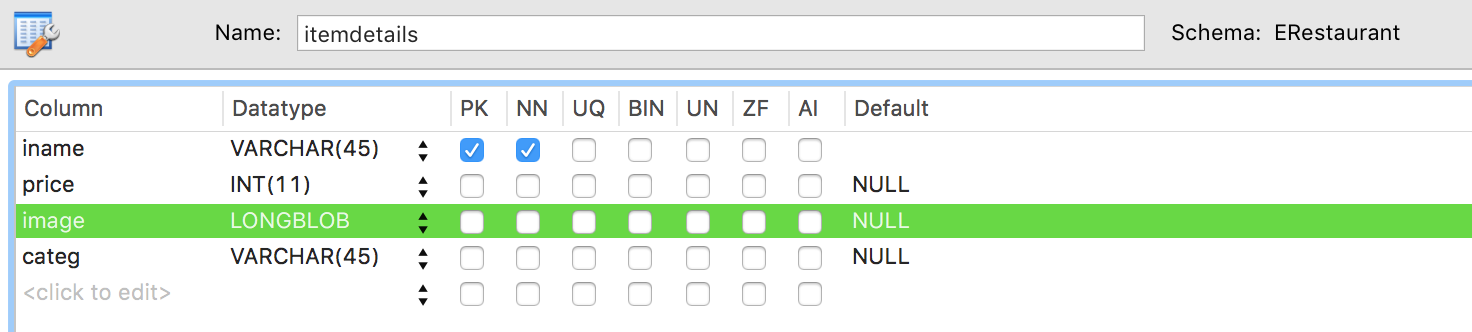 Name: itemdetails Schema: ERestaurant
Column Datatype PK NN UQ BIN UN ZF AI Default
iname VARCHAR(45)
price INT(11) NULL
image LONGBLOB NULL
categ VARCHAR(45) NULL
<click to edit>